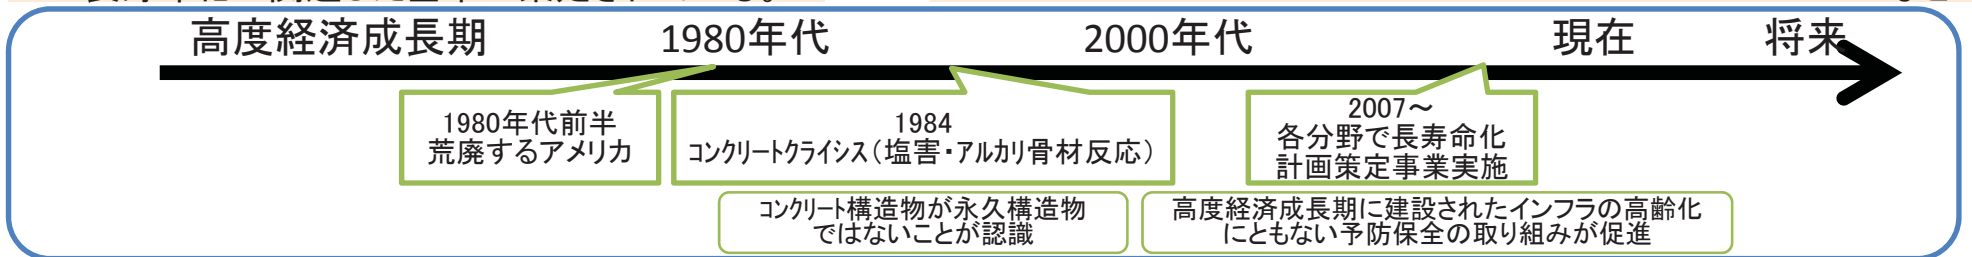 高度経済成長期 1980年代 2000年代 現在 将来
1980年代前半
荒廃するアメリカ
1984
コンクリートクライシス(塩害・アルカリ骨材反応)
2007～
各分野で長寿命化
計画策定事業実施
コンクリート構造物が永久構造物
ではないことが認識
高度経済成長期に建設されたインフラの高齢化
にともない予防保全の取り組みが促進